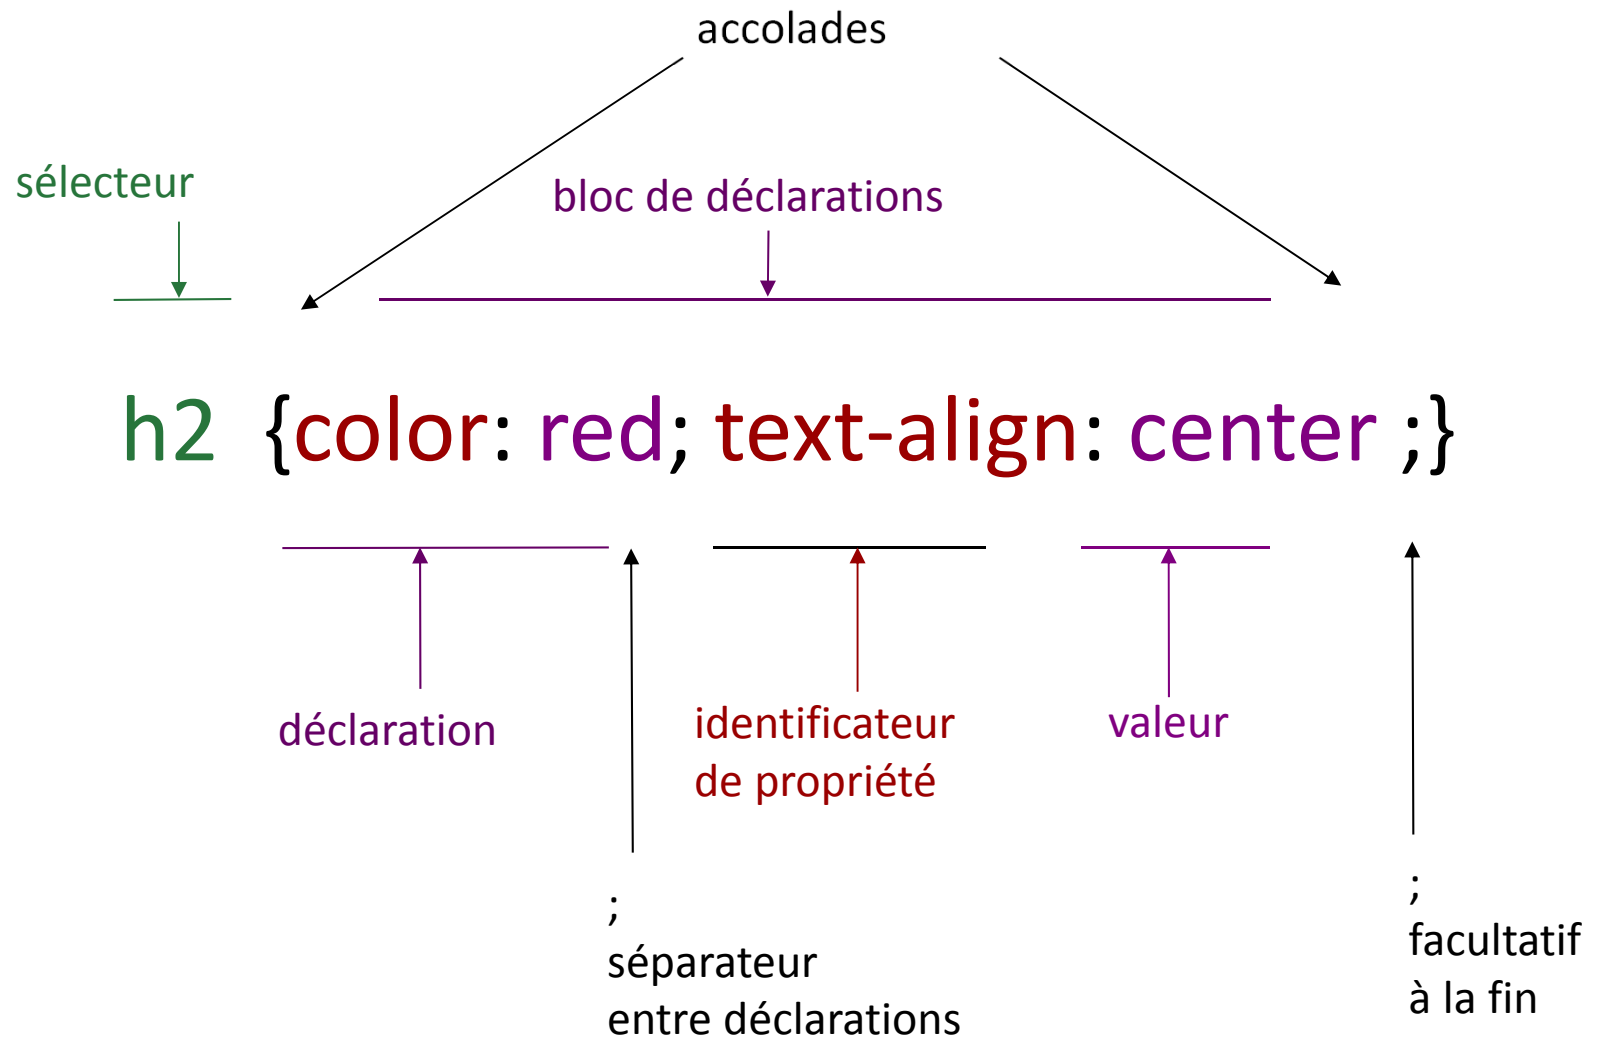 accolades
sélecteur
bloc de déclarations
h2 {color: red; text-align: center ;}
déclaration
identificateur
de propriété
valeur
;
séparateur
entre déclarations
;
facultatif
à la fin